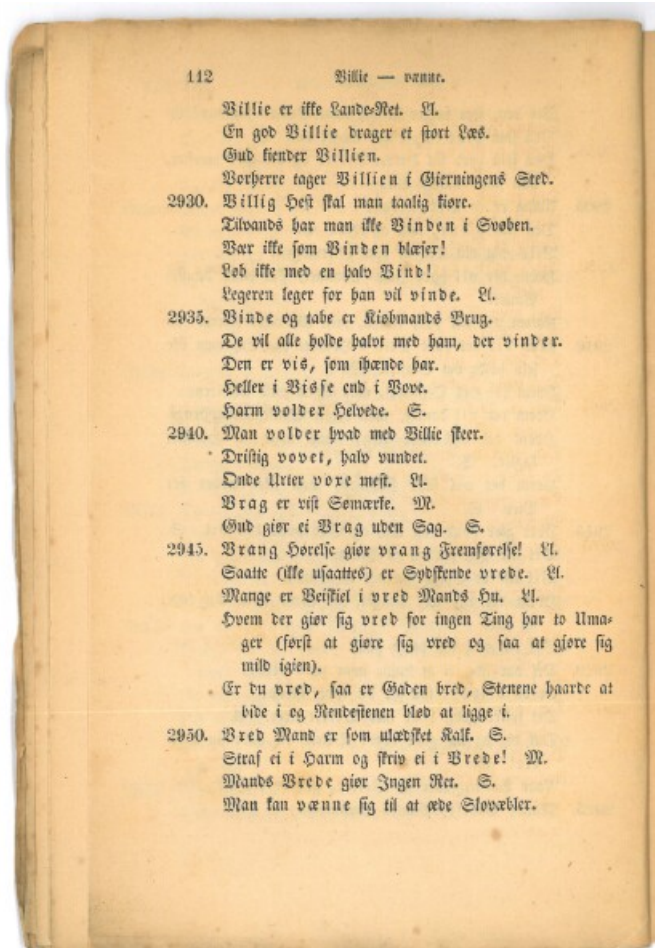 112 Villie — vænne.
Villie er ikke Lande-Ret. Ll.
En god Villie drager et stort Læs.
Gud kiender Villien.
Vorherre tager Villien i Gierningens Sted.
2930. Villig Hest skal man taalig kiøre.
Tilvands har man ikke Vinden i Svøben.
Vær ikke som Vinden blæser!
Løb ikke med en halv Vind!
Legeren leger for han vil vinde. Ll.
2935. Vinde og tabe er Kiøbmands Brug.
De vil alle holde halvt med ham, der vinder.
Den er vis, som ihænde har.
Heller i Visse end i Vove.
Harm volder Helvede. S.
2940. Man volder hvad med Villie skeer.
Dristig vovet, halv vundet.
Onde Urter voxe mest. Ll.
Vrag er vist Sømærke. M.
Gud giør ei Vrag uden Sag. S.
2945. Vrang Hørelse giør vrang Fremførelse! Ll.
Saatte (ikke usaattes) er Sydskende vrede. Ll.
Mange er Veiskiel i vred Mands Hu. Ll.
Hvem der giør sig vred for ingen Ting har to Uma-
ger (først at giøre sig vred og saa at gjøre sig
mild igien).
Er du vred, saa er Gaden bred, Stenene haarde at
bide i og Rendestenen blød at ligge i.
2950. Vred Mand er som ulædsket Kalk. S.
Straf ei i Harm og skriv ei i Vrede! M.
Mands Vrede giør Ingen Ret. S.
Man kan vænne sig til at æde Slovæbler.